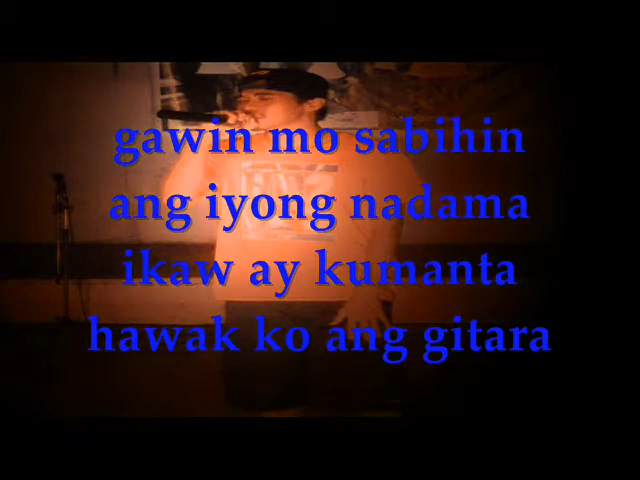 gawin mo sabihin
ang iyong nadama
ikaw ay kumanta
hawak ko ang gitara